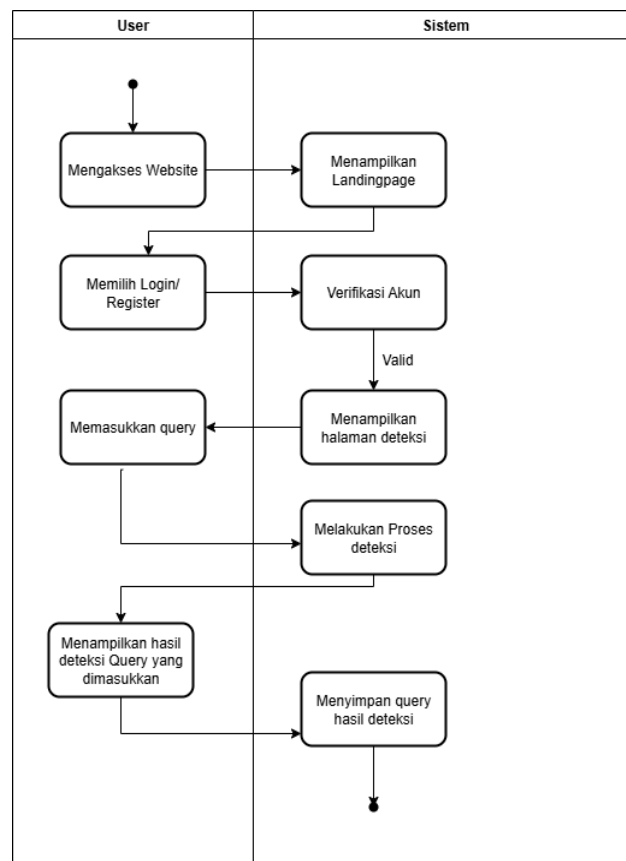 User
Sistem
Mengakses Website
Menampilkan
Landingpage
Memilih Login/
Register
Verifikasi Akun
Valid
Menampilkan
halaman deteksi
Memasukkan query
Melakukan Proses
deteksi
Menampilkan hasil
deteksi Query yang
dimasukkan
Menyimpan query
hasil deteksi